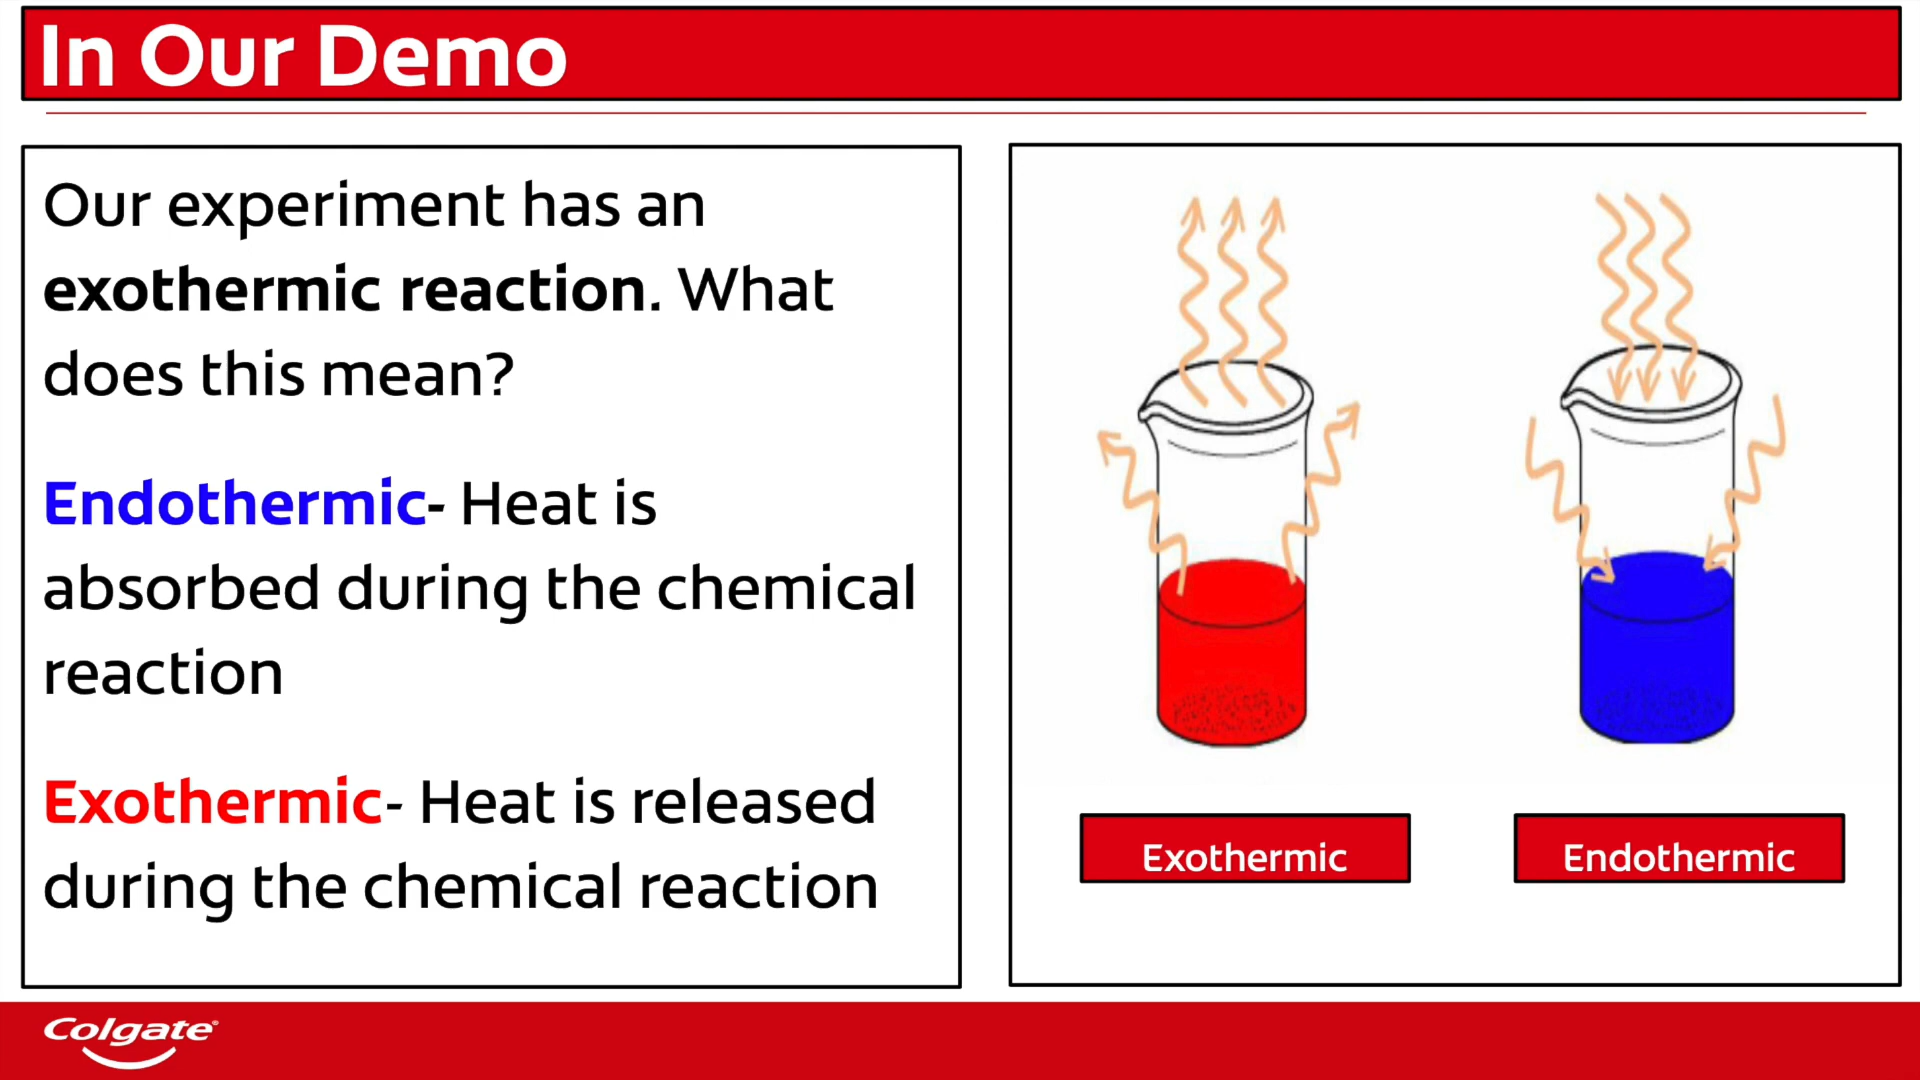 In Our Demo
Our experiment has an
exothermic reaction. What
does this mean?
Endothermic- Heat is
absorbed during the chemical
reaction
Exothermic- Heat is released
during the chemical reaction
Exothermic
Endothermic
Colgate®